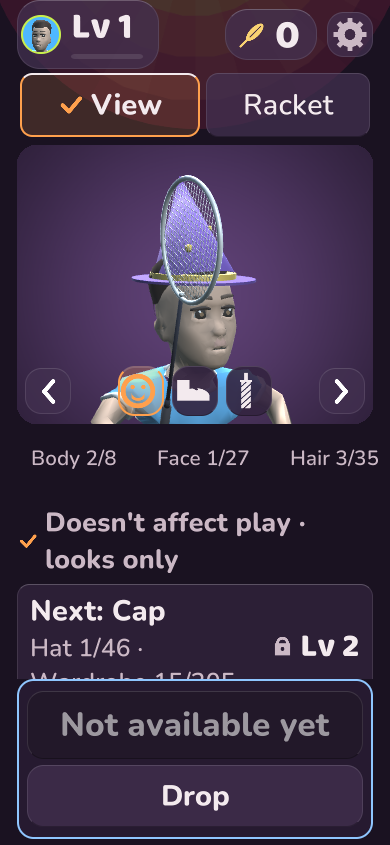 Lv 1
0
View
Racket
Body 2/8
Face 1/27
Hair 3/35
Doesn't affect play ·
looks only
Next: Cap
Hat 1/46 ·
Lv 2
Not available yet
Drop